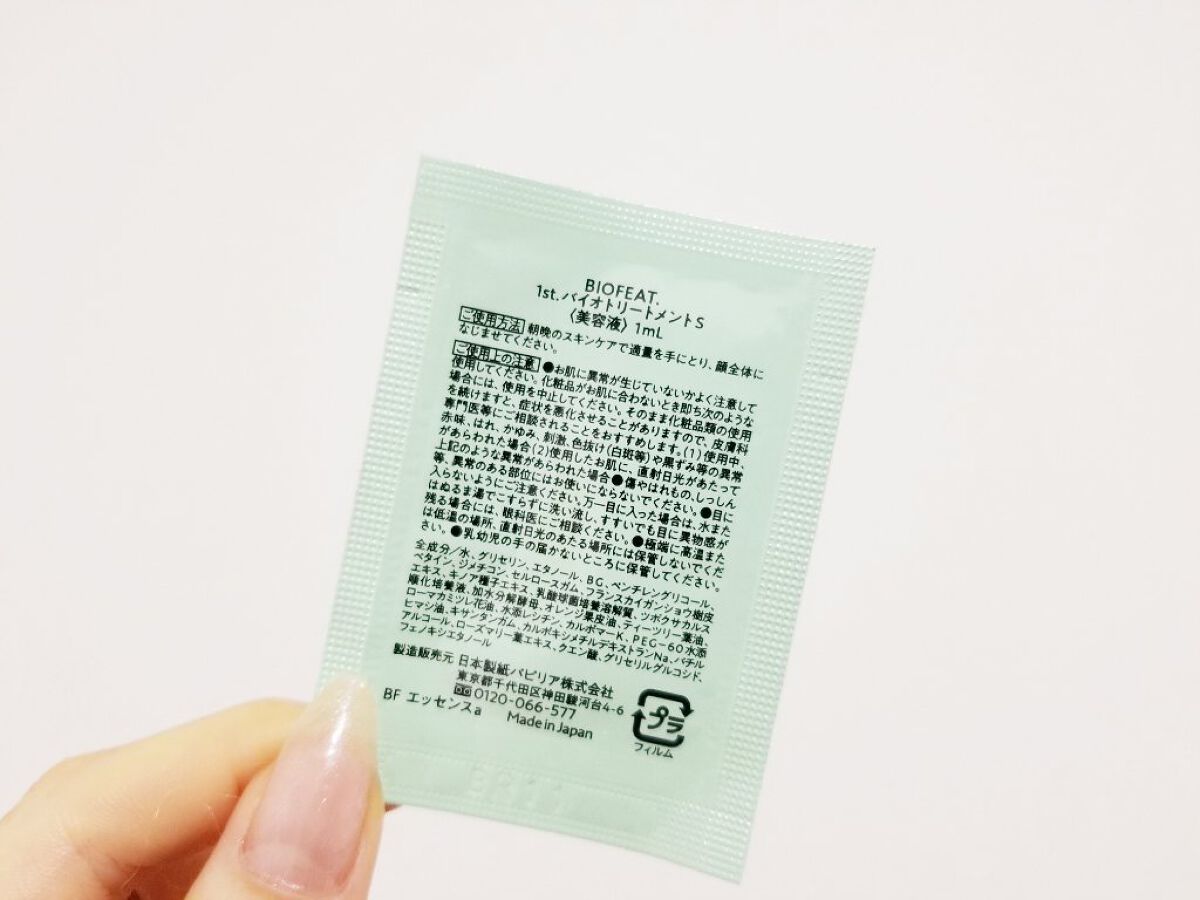 BIOFEAT.
1st.バイオトリートメントS
〈美容液〉1mL
ご使用方法 朝晩のスキンケアで適量を手にとり、顔全体に
なじませてください。
ご使用上の注意 ●お肌に異常が生じていないかよく注意して
使用してください。化粧品がお肌に合わないとき即ち次のような
場合には、使用を中止してください。そのまま化粧品類の使用
を続けますと、症状を悪化させることがありますので、皮膚科
専門医等にご相談されることをおすすめします。(1)使用中、
赤味、はれ、かゆみ、刺激、色抜け(白斑等)や黒ずみ等の異常
があらわれた場合(2)使用したお肌に、直射日光があたって
上記のような異常があらわれた場合●傷やはれもの、しっしん
等、異常のある部位にはお使いにならないでください。●目に
入らないようにご注意ください。万一目に入った場合は、水また
はぬるま湯でこすらずに洗い流し、すすいでも目に異物感が
残る場合には、眼科医にご相談ください。●極端に高温また
は低温の場所、直射日光のあたる場所には保管しないでくだ
さい。●乳幼児の手の届かないところに保管してください。
全成分/水、グリセリン、エタノール、BG、ペンチレングリコール、
ベタイン、ジメチコン、セルロースガム、フランスカイガンショウ樹皮
エキス、キノア種子エキス、乳酸球菌培養溶解質、ツボクサカルス
順化培養液、加水分解酵母、オレンジ果皮油、ティーツリー葉油、
ローマカミツレ花油、水添レシチン、カルボマーK、PEG-60水添
ヒマシ油、キサンタンガム、カルボキシメチルデキストランNa、バチル
アルコール、ローズマリー葉エキス、クエン酸、グリセリルグルコシド、
フェノキシエタノール
製造販売元 日本製紙パピリア株式会社
東京都千代田区神田駿河台4-6
0120-066-577
BF エッセンスa Made in Japan
プラ
フィルム